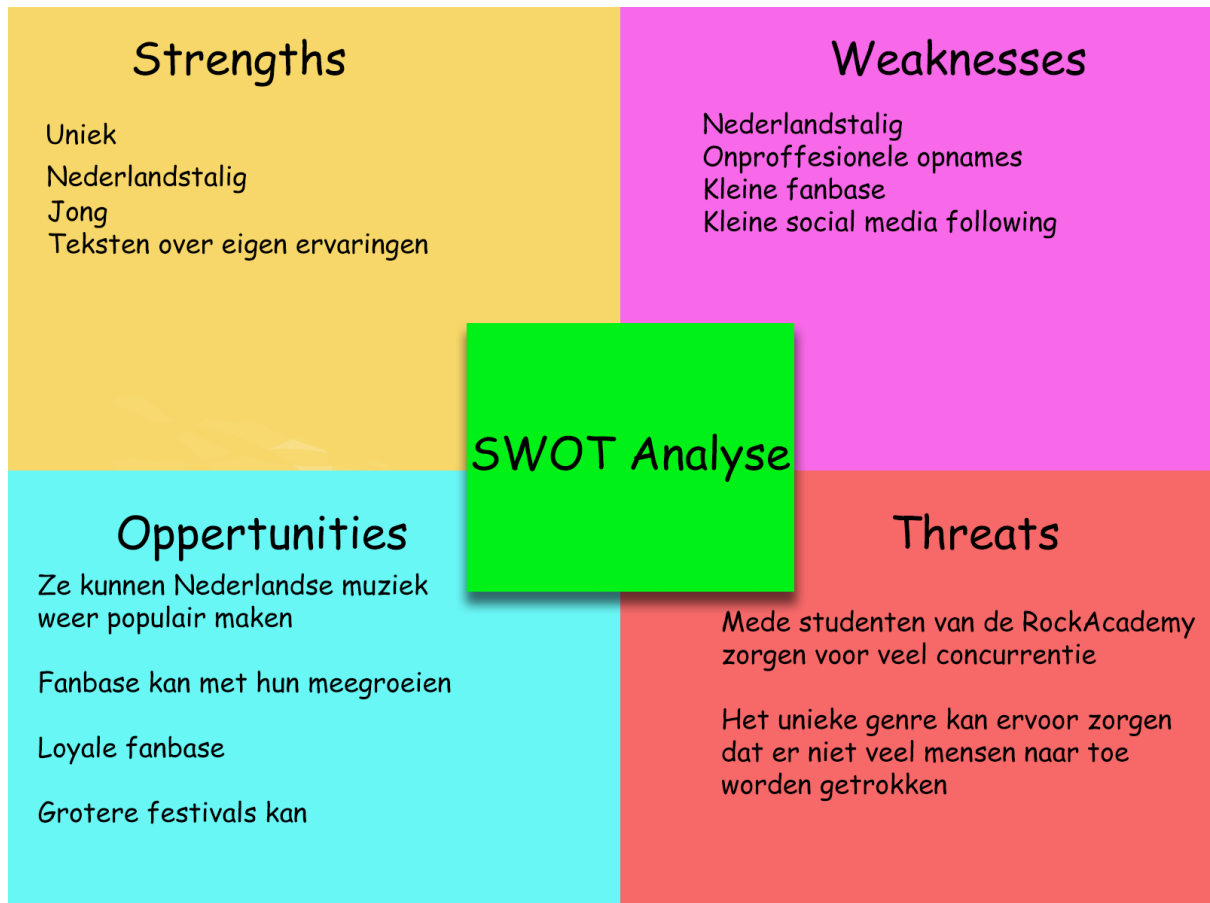 Strengths
Uniek
Nederlandstalig
Jong
Teksten over eigen ervaringen
Weaknesses
Nederlandstalig
Onproffesionele opnames
Kleine fanbase
Kleine social media following
SWOT Analyse
Oppertunities
Ze kunnen Nederlandse muziek
weer populair maken
Fanbase kan met hun meegroeien
Loyale fanbase
Grotere festivals kan
Threats
Mede studenten van de RockAcademy
zorgen voor veel concurrentie
Het unieke genre kan ervoor zorgen
dat er niet veel mensen naar toe
worden getrokken